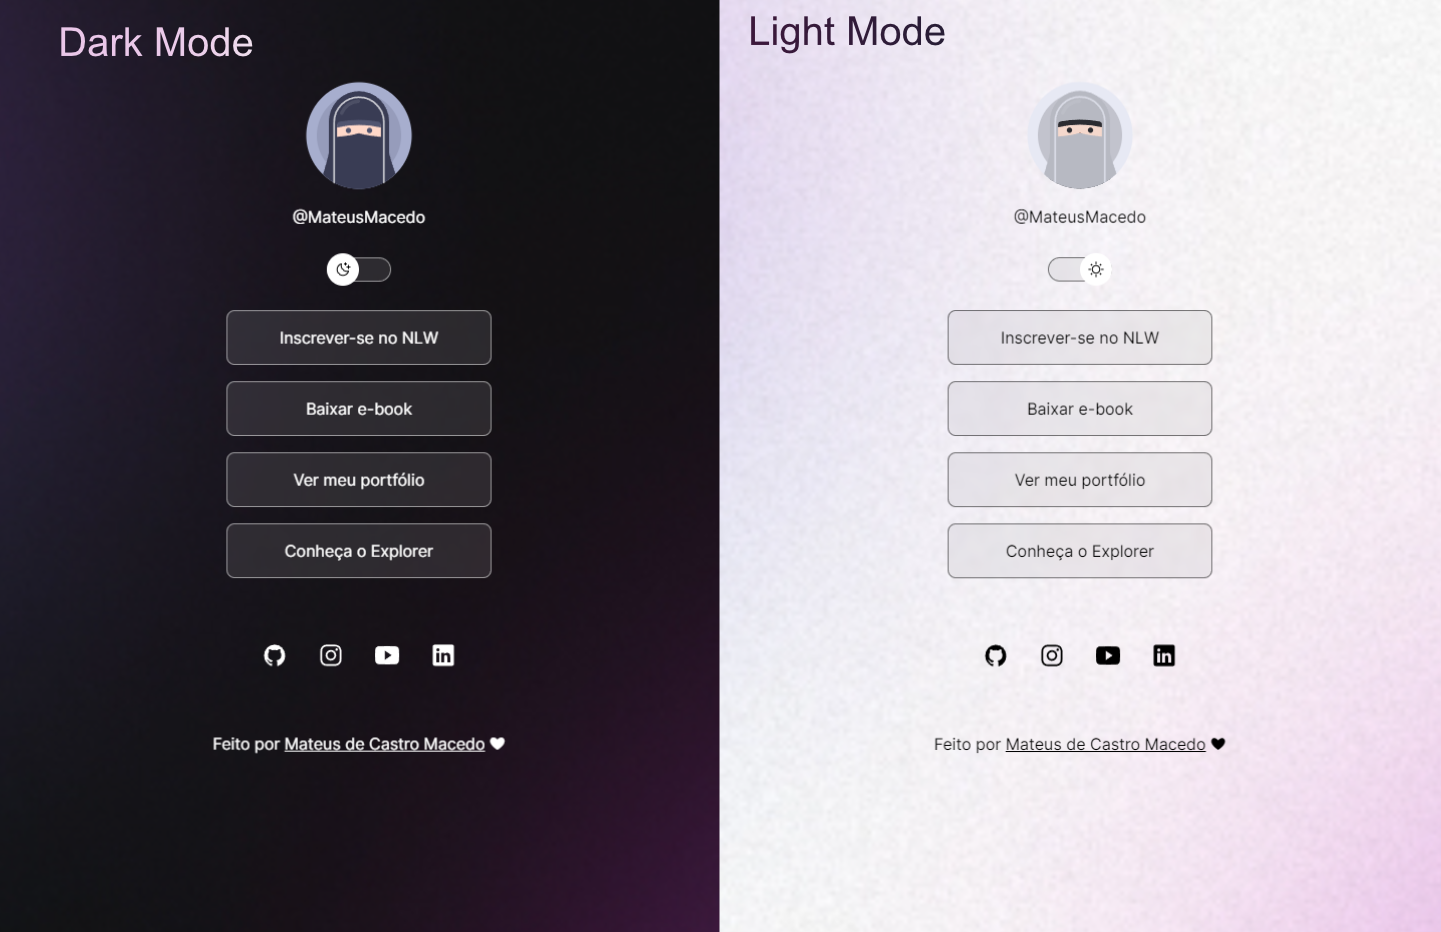 Dark Mode
@MateusMacedo
Inscrever-se no NLW
Baixar e-book
Ver meu portfólio
Conheça o Explorer
in
Feito por Mateus de Castro Macedo
Light Mode
@MateusMacedo
Inscrever-se no NLW
Baixar e-book
Ver meu portfólio
Conheça o Explorer
in
Feito por Mateus de Castro Macedo